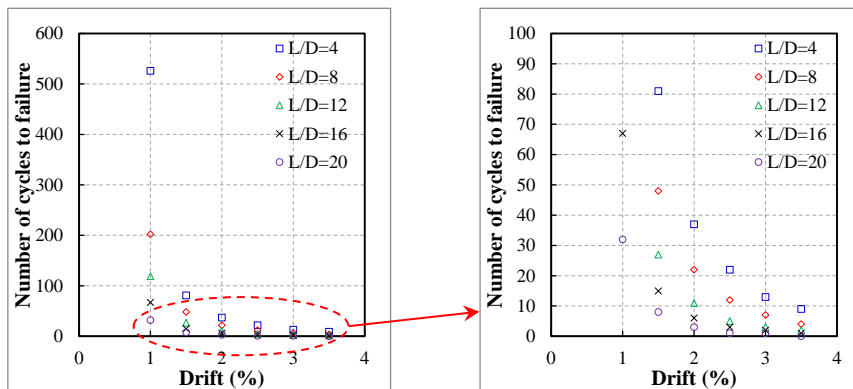 Number of cycles to failure
600
500
400
300
200
100
0
0
1
2
3
4
Drift (%)
L/D=4
L/D=8
L/D=12
L/D=16
L/D=20
Number of cycles to failure
100
90
80
70
60
50
40
30
20
10
0
0
1
2
3
4
Drift (%)
L/D=4
L/D=8
L/D=12
L/D=16
L/D=20